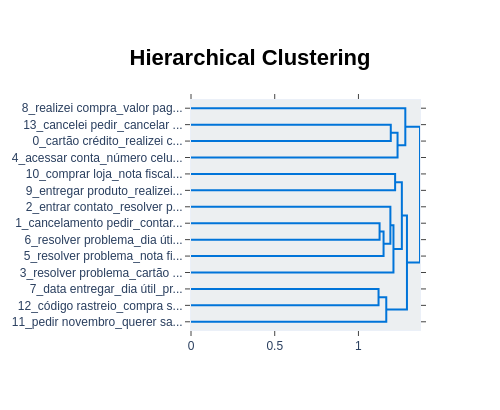 Hierarchical Clustering
8_realizei compra_valor pag...
13_cancelei pedir_cancelar ...
0_cartão crédito_realizei c...
4_acessar conta_número celu...
10_comprar loja_nota fiscal...
9_entregar produto_realizei...
2_entrar contato_resolver p...
1_cancelamento pedir_contar...
6_resolver problema_dia úti...
5_resolver problema_nota fi...
3_resolver problema_cartão ...
7_data entregar_dia útil_pr...
12_código rastreio_compra s...
11_pedir novembro_querer sa...
0 0.5 1